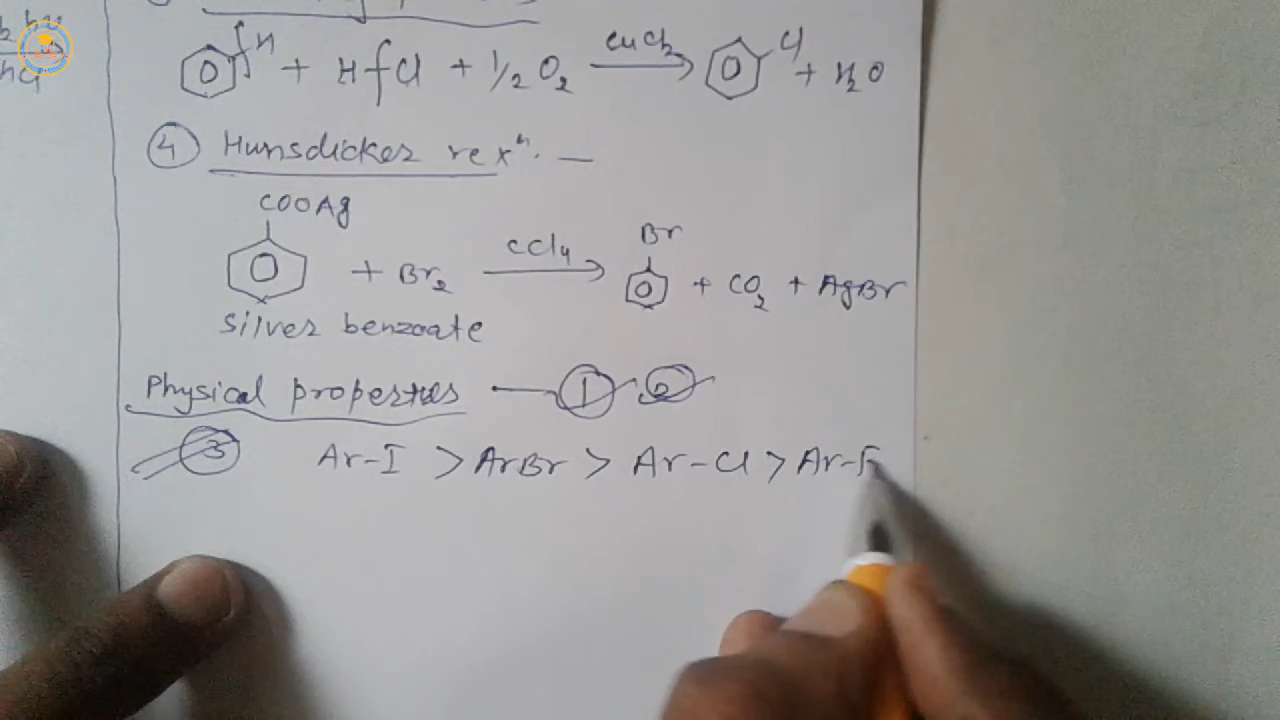 H + H Cl + 1/2 O2 CuCl2 → Cl + H2O
④ Hunsdicker rexn. —
COOAg
+ Br2 CCl4 → Br + CO2 + AgBr
Silver benzoate
Physical properties — ① ②
③ Ar-I > ArBr > Ar-Cl > Ar-F